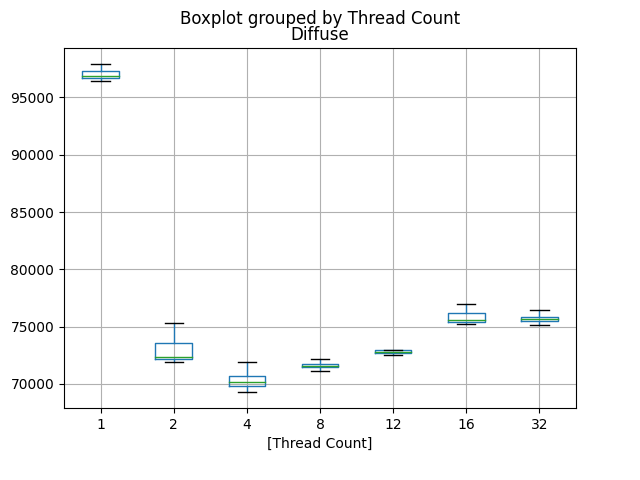 Boxplot grouped by Thread Count
Diffuse
95000
90000
85000
80000
75000
70000
1 2 4 8 12 16 32
[Thread Count]